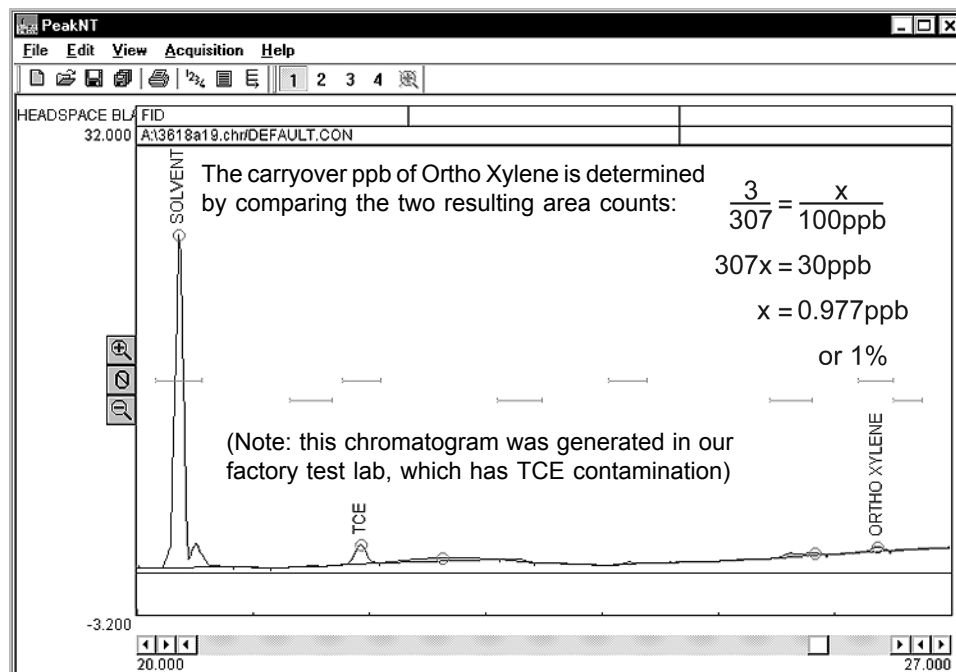 PeakNT
File Edit View Acquisition Help
1 2 3 4
HEADSPACE BLA FID
32.000 A:\3618a19.chr/DEFAULT.CON
SOLVENT
The carryover ppb of Ortho Xylene is determined
by comparing the two resulting area counts:
3/307 = x/100ppb
307x = 30ppb
x = 0.977ppb
or 1%
(Note: this chromatogram was generated in our
factory test lab, which has TCE contamination)
TCE
ORTHO XYLENE
-3.200
20.000 27.000